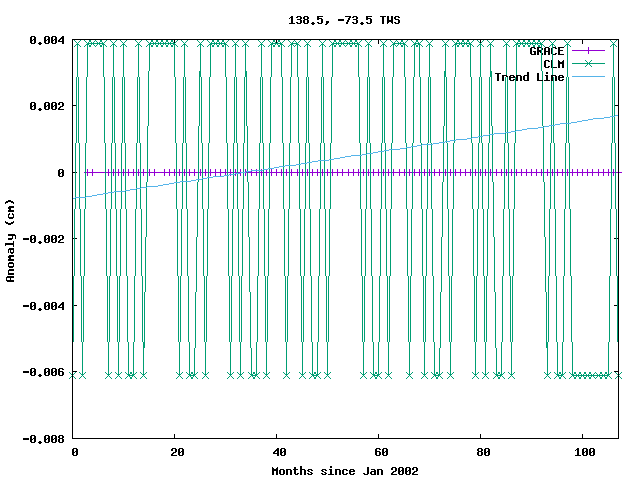 138.5, -73.5 TWS
GRACE
CLM
Trend Line
0.004
0.002
0
-0.002
-0.004
-0.006
-0.008
Anomaly (cm)
0 20 40 60 80 100
Months since Jan 2002